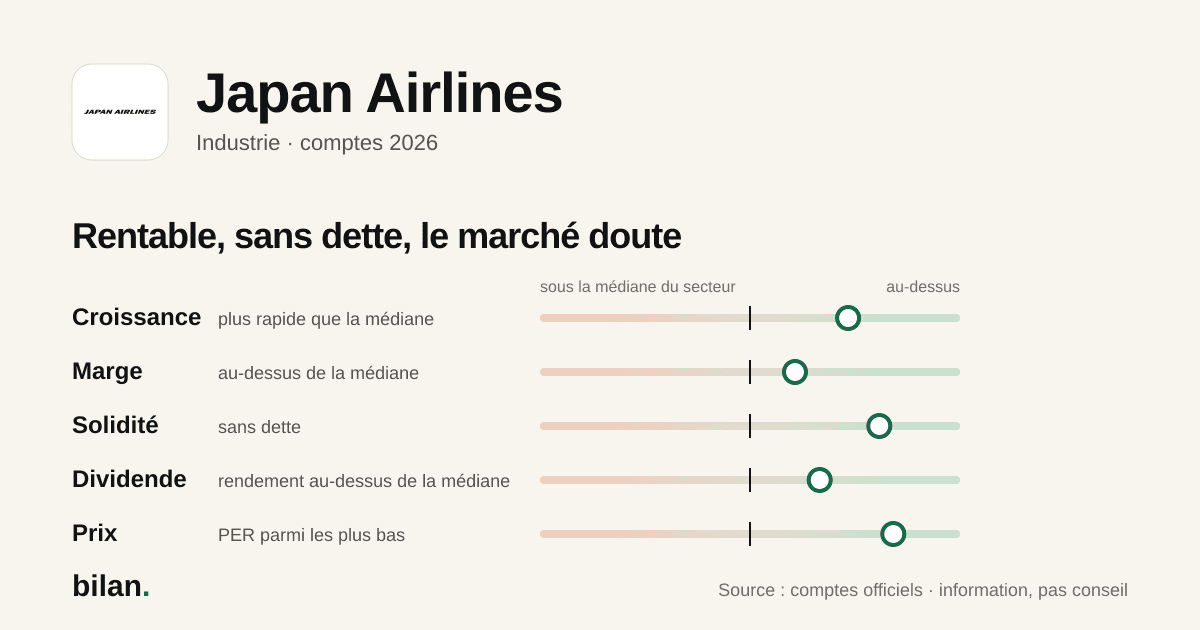 JAPAN AIRLINES
Japan Airlines
Industrie · comptes 2026
Rentable, sans dette, le marché doute
sous la médiane du secteur au-dessus
Croissance plus rapide que la médiane
Marge au-dessus de la médiane
Solidité sans dette
Dividende rendement au-dessus de la médiane
Prix PER parmi les plus bas
bilan.
Source : comptes officiels · information, pas conseil